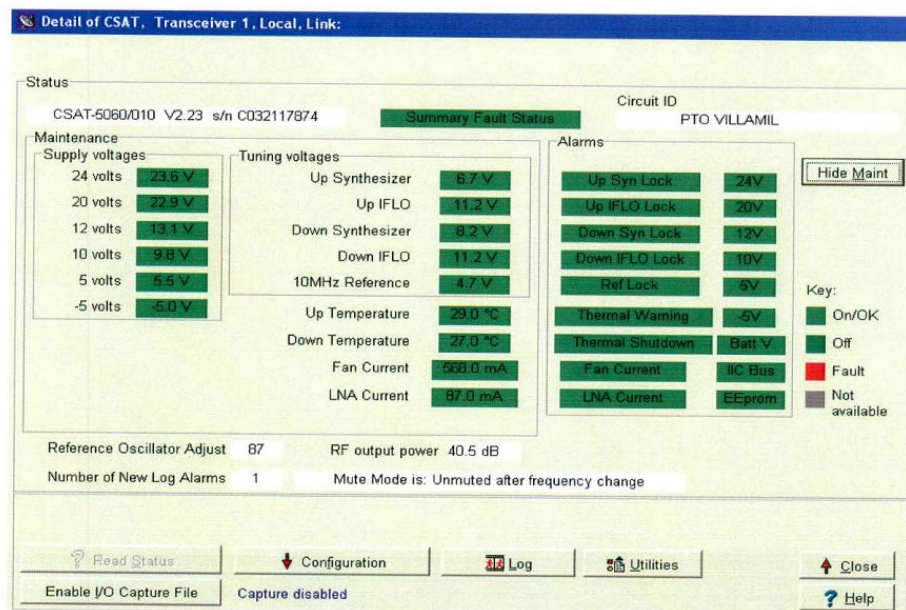 Detail of CSAT, Transceiver 1, Local, Link:
Status
Circuit ID
CSAT-5060/010 V2.23 s/n C032117874
Summary Fault Status
PTO VILLAMIL
Maintenance
Supply voltages
24 volts 23.6 V
20 volts 22.9 V
12 volts 13.1 V
10 volts 9.8 V
5 volts 5.5 V
-5 volts -5.0 V
Tuning voltages
Up Synthesizer 6.7 V
Up IFLO 11.2 V
Down Synthesizer 8.2 V
Down IFLO 11.2 V
10MHz Reference 4.7 V
Up Temperature 29.0 °C
Down Temperature 27.0 °C
Fan Current 568.0 mA
LNA Current 87.0 mA
Alarms
Up Syn Lock 24V
Up IFLO Lock 20V
Down Syn Lock 12V
Down IFLO Lock 10V
Ref Lock 5V
Thermal Warning -5V
Thermal Shutdown Batt V
Fan Current IIC Bus
LNA Current EEprom
Hide Maint
Key:
On/OK
Off
Fault
Not
available
Reference Oscillator Adjust 87 RF output power 40.5 dB
Number of New Log Alarms 1 Mute Mode is: Unmuted after frequency change
Read Status Configuration Log Utilities Close
Enable I/O Capture File Capture disabled Help